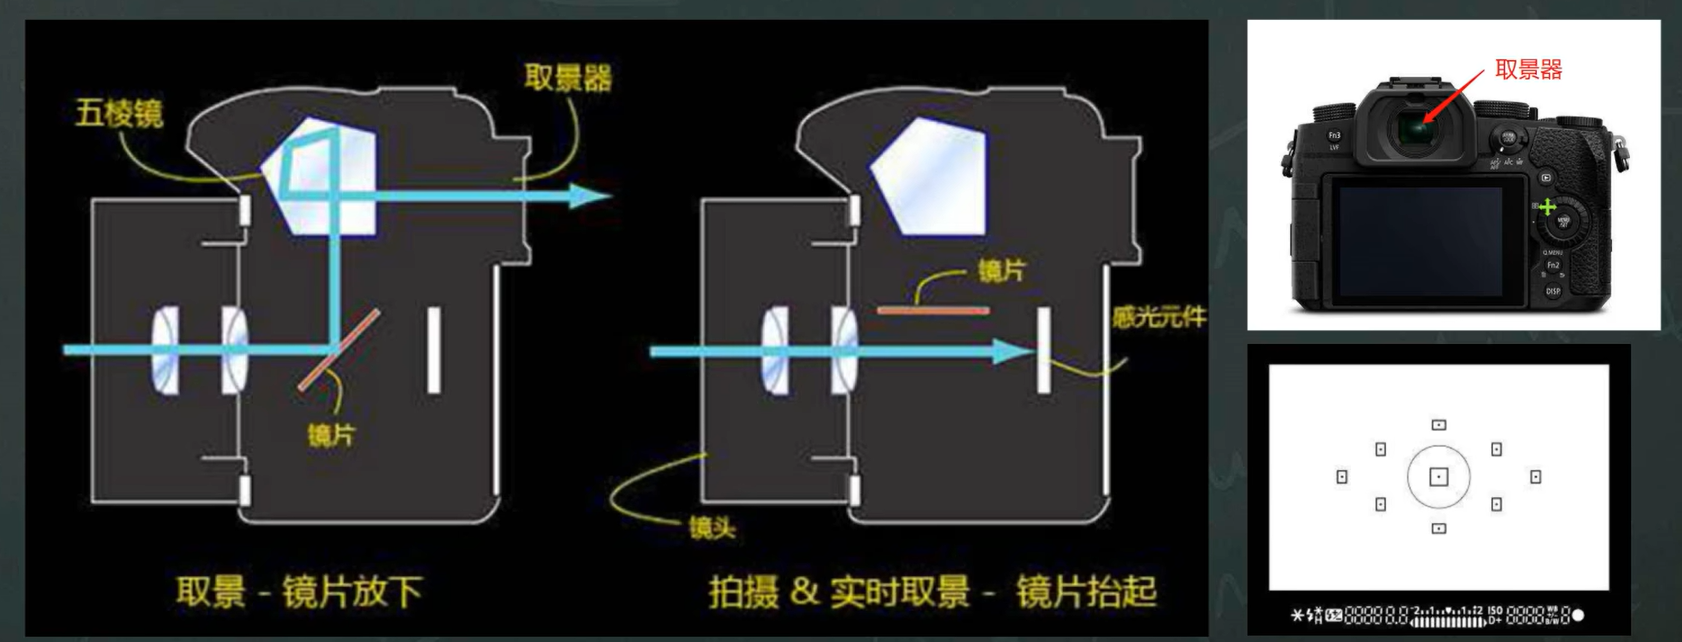 五棱镜
取景器
镜片
取景 - 镜片放下
镜片
感光元件
镜头
拍摄 & 实时取景 - 镜片抬起
取景器
Fn3
LVF
Q.MENU
Fn2
DISP.
ISO
D+